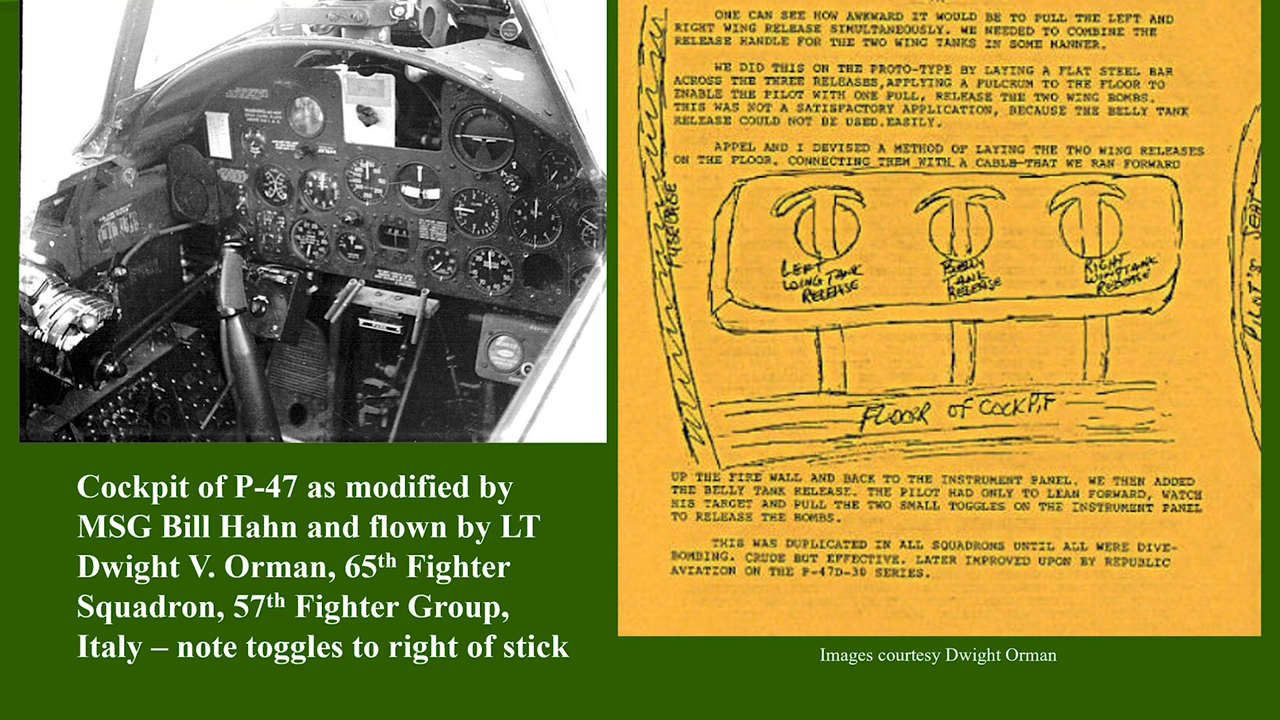 Cockpit of P-47 as modified by
MSG Bill Hahn and flown by LT
Dwight V. Orman, 65th Fighter
Squadron, 57th Fighter Group,
Italy – note toggles to right of stick
ONE CAN SEE HOW AWKWARD IT WOULD BE TO PULL THE LEFT AND
RIGHT WING RELEASE SIMULTANEOUSLY. WE NEEDED TO COMBINE THE
RELEASE HANDLE FOR THE TWO WING TANKS IN SOME MANNER.
WE DID THIS ON THE PROTO-TYPE BY LAYING A FLAT STEEL BAR
ACROSS THE THREE RELEASES,APPLYING A FULCRUM TO THE FLOOR TO
ENABLE THE PILOT WITH ONE PULL, RELEASE THE TWO WING BOMBS.
THIS WAS NOT A SATISFACTORY APPLICATION, BECAUSE THE BELLY TANK
RELEASE COULD NOT BE USED.EASILY.
APPEL AND I DEVISED A METHOD OF LAYING THE TWO WING RELEASES
ON THE FLOOR. CONNECTING THEM WITH A CABLE THAT WE RAN FORWARD
FUSELAGE
LEFT
WING TANK
RELEASE
BELLY
TANK
RELEASE
RIGHT
WING TANK
RELEASE
PILOT'S SEAT
FLOOR OF COCKPIT
UP THE FIRE WALL AND BACK TO THE INSTRUMENT PANEL. WE THEN ADDED
THE BELLY TANK RELEASE. THE PILOT HAD ONLY TO LEAN FORWARD, WATCH
HIS TARGET AND PULL THE TWO SMALL TOGGLES ON THE INSTRUMENT PANEL
TO RELEASE THE BOMBS.
THIS WAS DUPLICATED IN ALL SQUADRONS UNTIL ALL WERE DIVE-
BOMBING. CRUDE BUT EFFECTIVE. LATER IMPROVED UPON BY REPUBLIC
AVIATION ON THE P-47D-30 SERIES.
Images courtesy Dwight Orman